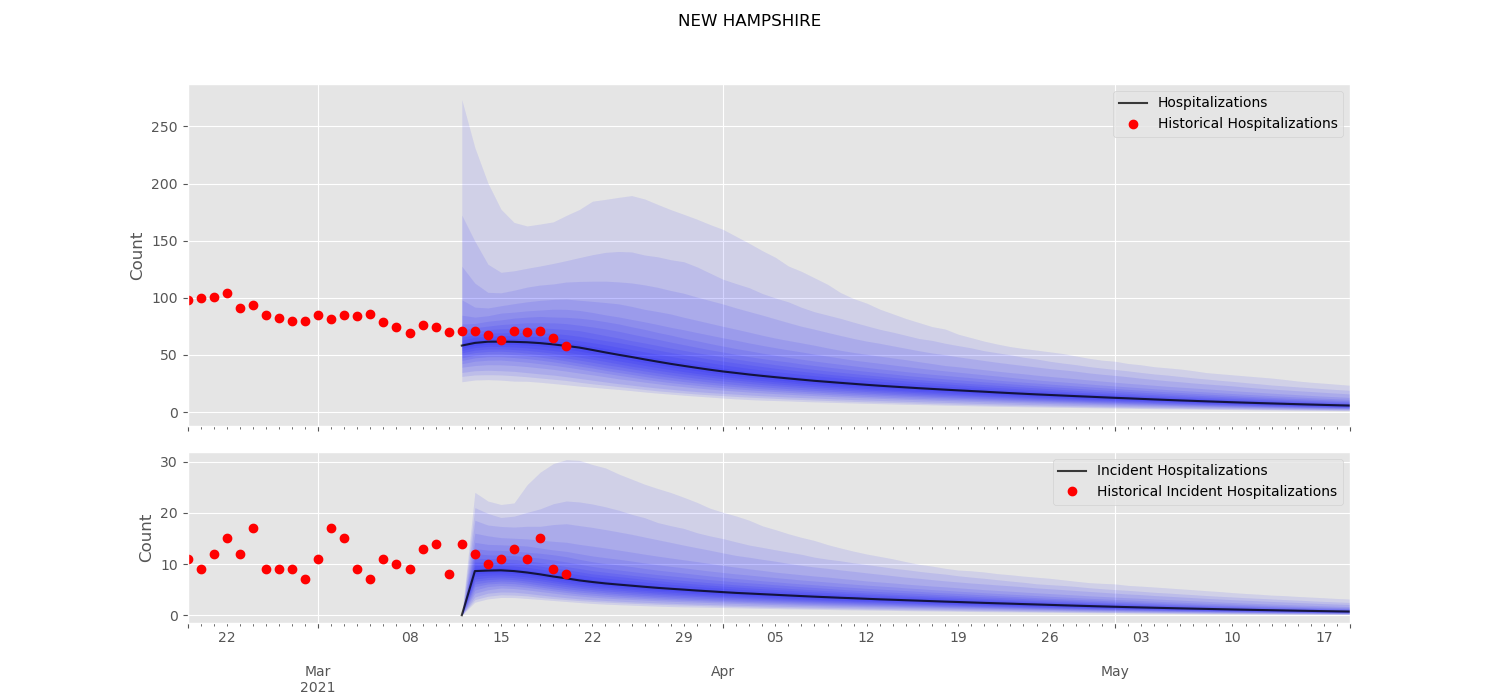 NEW HAMPSHIRE
Hospitalizations
Historical Hospitalizations
Count
250
200
150
100
50
0
Incident Hospitalizations
Historical Incident Hospitalizations
Count
30
20
10
0
22 08 15 22 29 05 12 19 26 03 10 17
Mar Apr May
2021